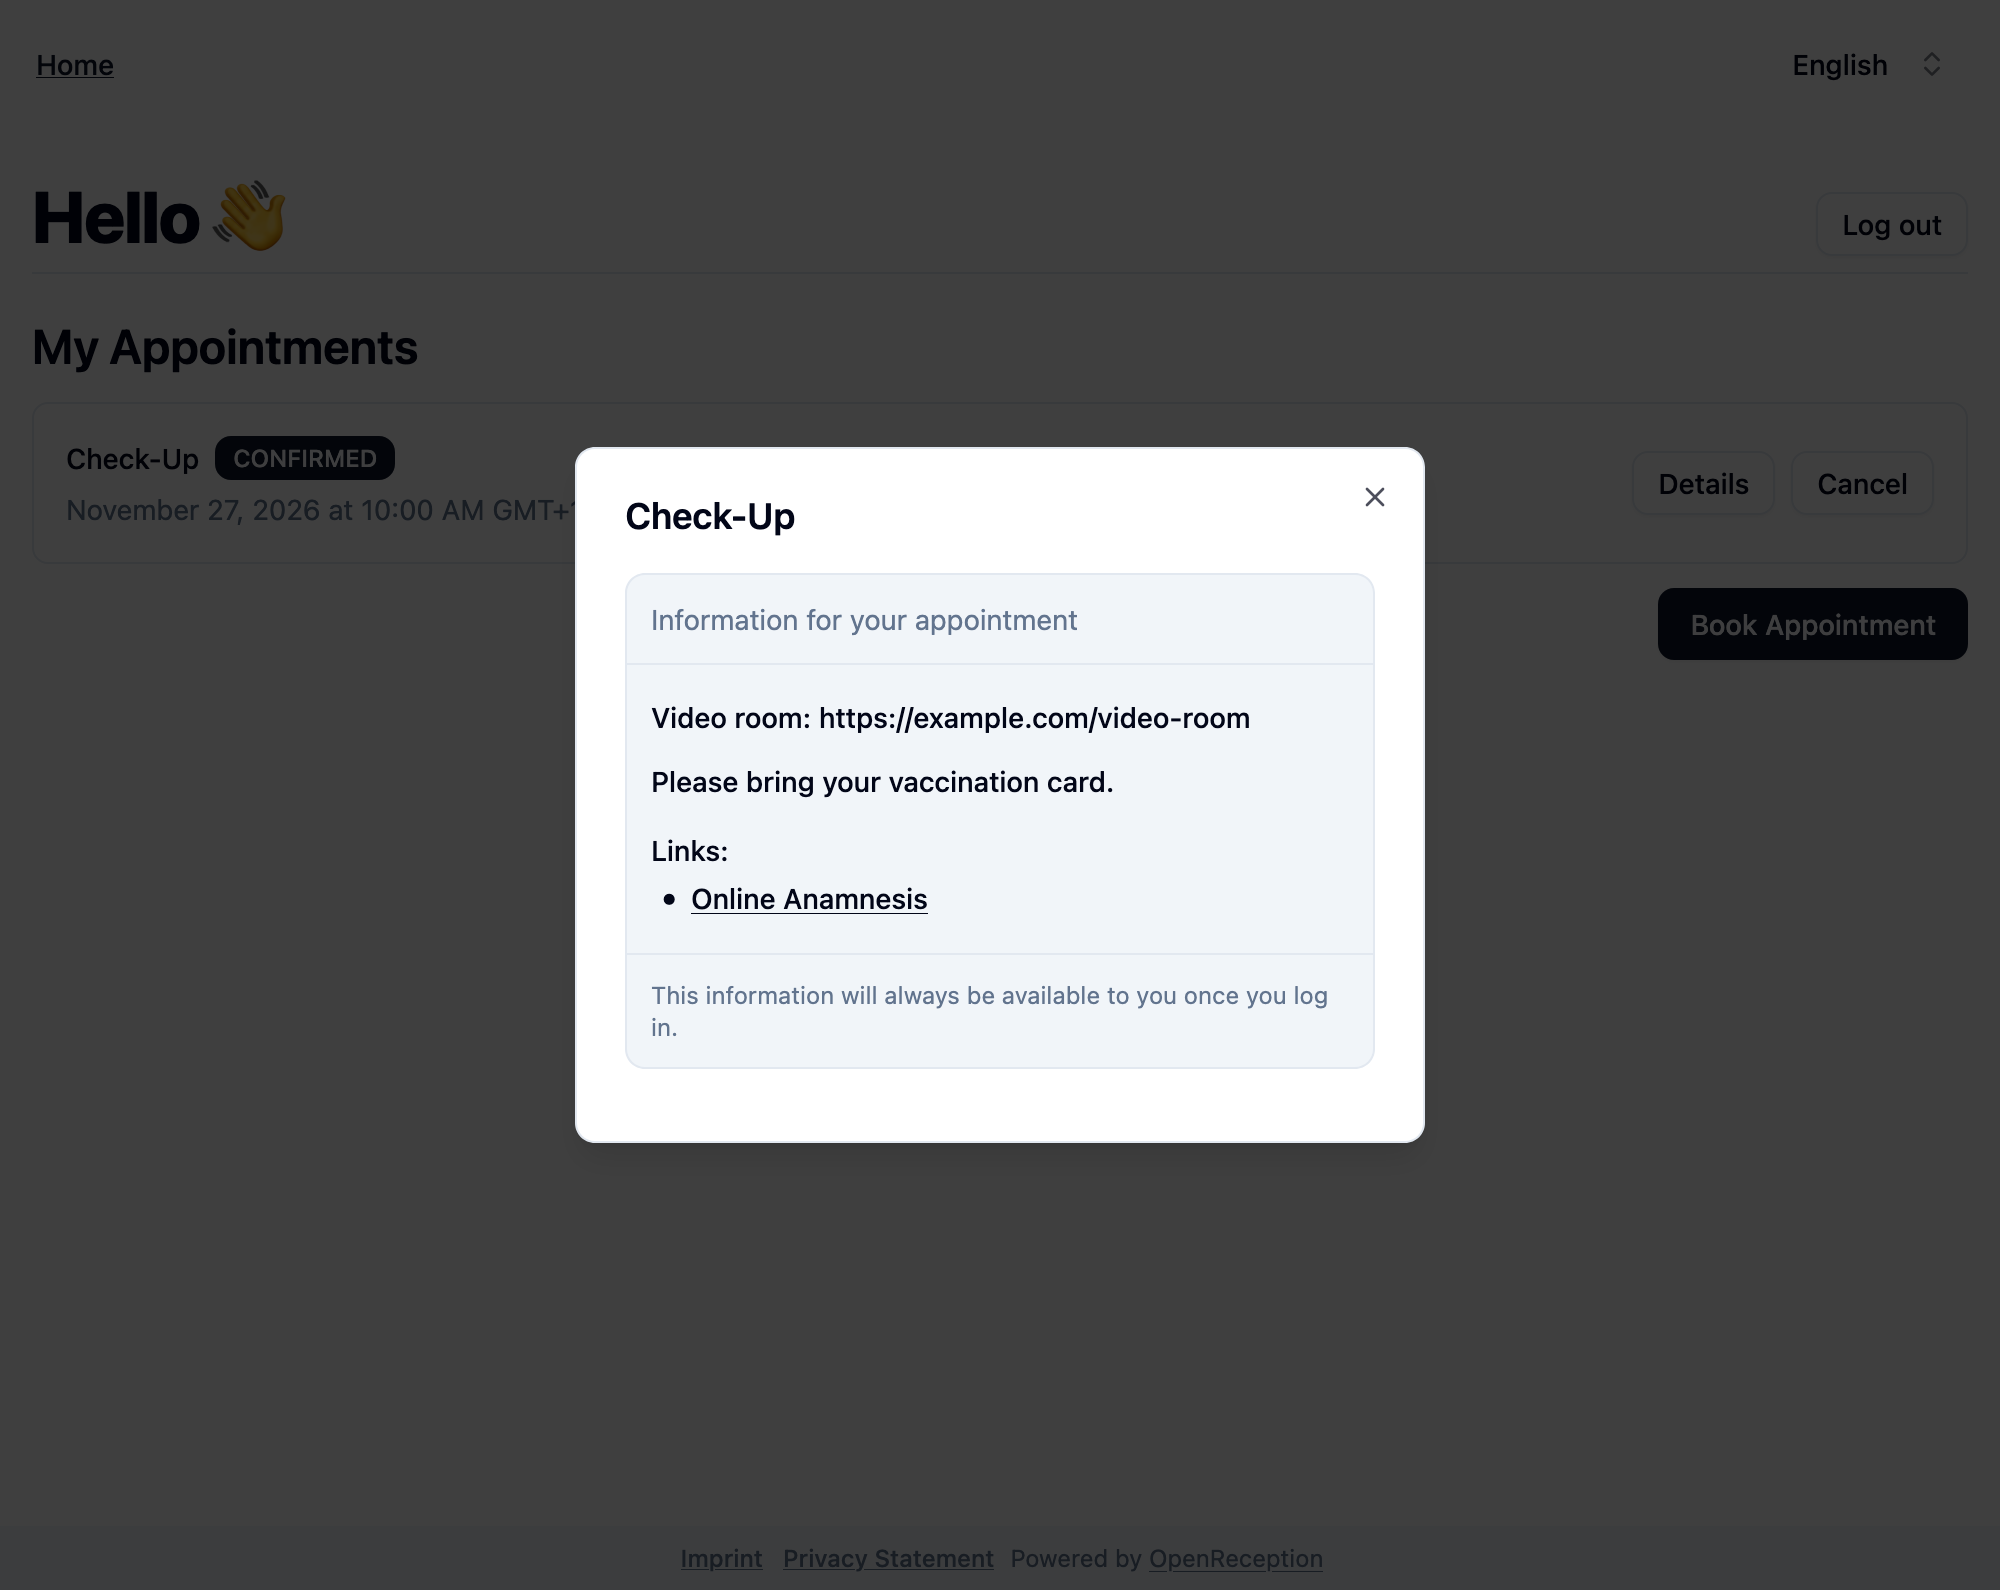 Home
English
Hello 👋
Log out
My Appointments
Check-Up CONFIRMED
November 27, 2026 at 10:00 AM
Details
Cancel
Book Appointment
Check-Up
Information for your appointment
Video room: https://example.com/video-room
Please bring your vaccination card.
Links:
• Online Anamnesis
This information will always be available to you once you log
in.
Imprint Privacy Statement Powered by OpenReception